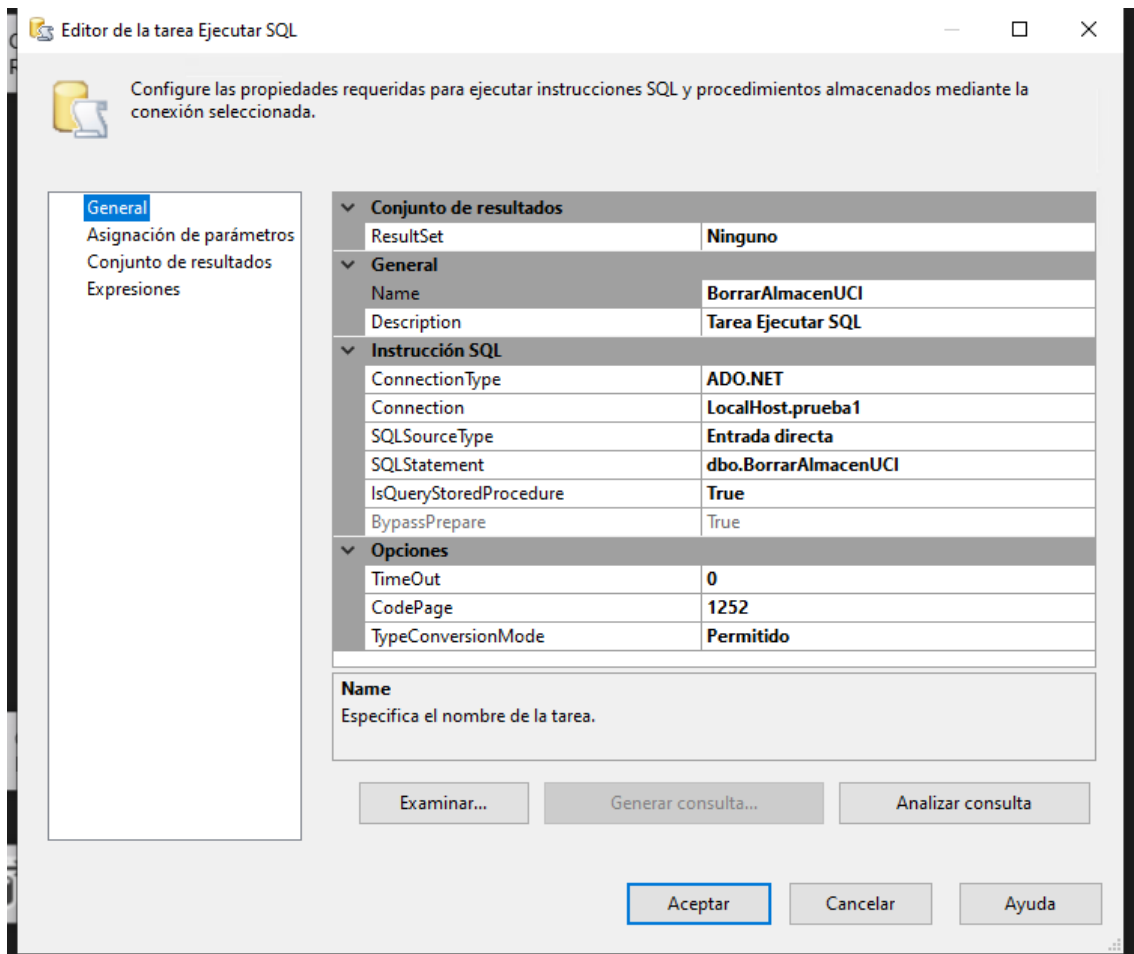 Editor de la tarea Ejecutar SQL
Configure las propiedades requeridas para ejecutar instrucciones SQL y procedimientos almacenados mediante la
conexión seleccionada.
General
Asignación de parámetros
Conjunto de resultados
Expresiones
Conjunto de resultados
ResultSet Ninguno
General
Name BorrarAlmacenUCI
Description Tarea Ejecutar SQL
Instrucción SQL
ConnectionType ADO.NET
Connection LocalHost.prueba1
SQLSourceType Entrada directa
SQLStatement dbo.BorrarAlmacenUCI
IsQueryStoredProcedure True
BypassPrepare True
Opciones
TimeOut 0
CodePage 1252
TypeConversionMode Permitido
Name
Especifica el nombre de la tarea.
Examinar... Generar consulta... Analizar consulta
Aceptar Cancelar Ayuda